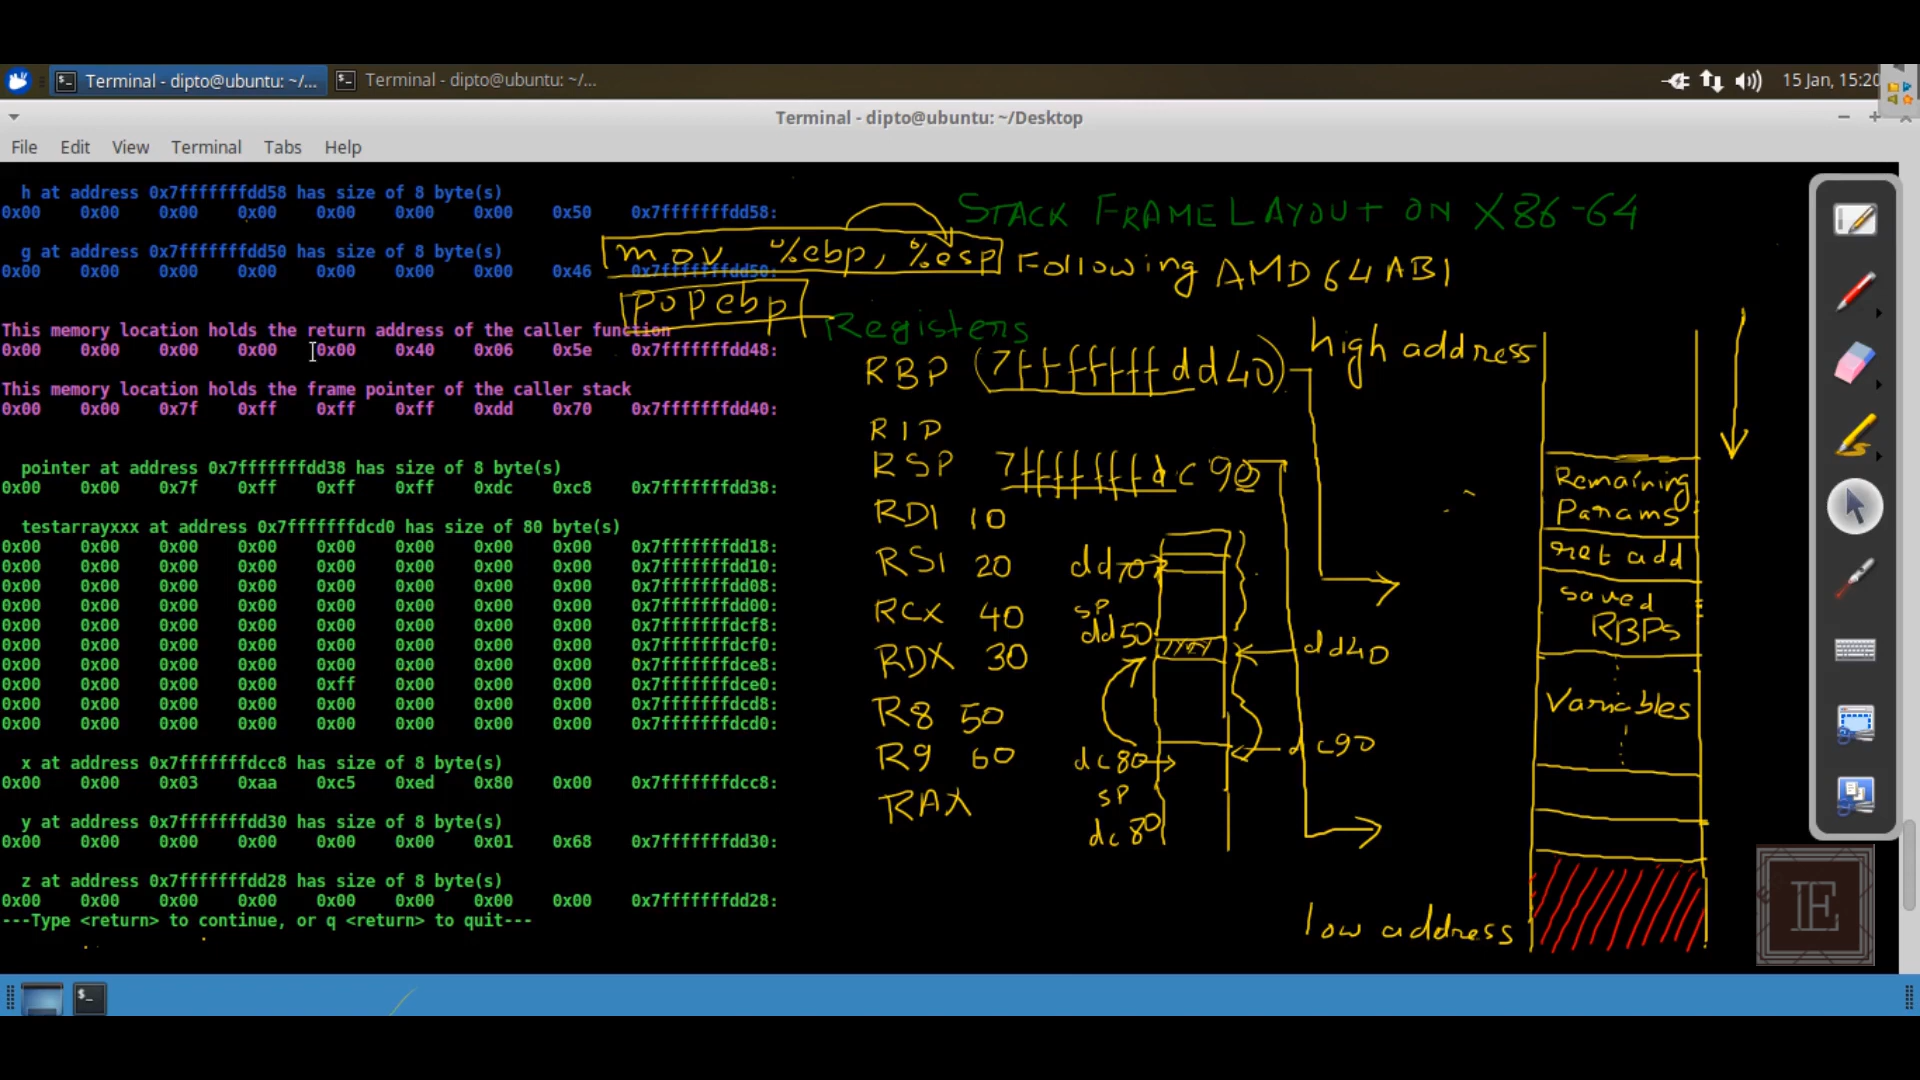 Terminal - dipto@ubuntu: ~/...
Terminal - dipto@ubuntu: ~/...
15 Jan, 15:20
Terminal - dipto@ubuntu: ~/Desktop
File Edit View Terminal Tabs Help
h at address 0x7fffffffdd58 has size of 8 byte(s)
0x00 0x00 0x00 0x00 0x00 0x00 0x00 0x50 0x7fffffffdd58:
g at address 0x7fffffffdd50 has size of 8 byte(s)
0x00 0x00 0x00 0x00 0x00 0x00 0x00 0x46 0x7fffffffdd50:
This memory location holds the return address of the caller function
0x00 0x00 0x00 0x00 0x00 0x40 0x06 0x5e 0x7fffffffdd48:
This memory location holds the frame pointer of the caller stack
0x00 0x00 0x7f 0xff 0xff 0xff 0xdd 0x70 0x7fffffffdd40:
pointer at address 0x7fffffffdd38 has size of 8 byte(s)
0x00 0x00 0x7f 0xff 0xff 0xff 0xdc 0xc8 0x7fffffffdd38:
testarrayxxx at address 0x7fffffffdcd0 has size of 80 byte(s)
0x00 0x00 0x00 0x00 0x00 0x00 0x00 0x00 0x7fffffffdd18:
0x00 0x00 0x00 0x00 0x00 0x00 0x00 0x00 0x7fffffffdd10:
0x00 0x00 0x00 0x00 0x00 0x00 0x00 0x00 0x7fffffffdd08:
0x00 0x00 0x00 0x00 0x00 0x00 0x00 0x00 0x7fffffffdd00:
0x00 0x00 0x00 0x00 0x00 0x00 0x00 0x00 0x7fffffffdcf8:
0x00 0x00 0x00 0x00 0x00 0x00 0x00 0x00 0x7fffffffdcf0:
0x00 0x00 0x00 0x00 0x00 0x00 0x00 0x00 0x7fffffffdce8:
0x00 0x00 0x00 0x00 0xff 0x00 0x00 0x00 0x7fffffffdce0:
0x00 0x00 0x00 0x00 0x00 0x00 0x00 0x00 0x7fffffffdcd8:
0x00 0x00 0x00 0x00 0x00 0x00 0x00 0x00 0x7fffffffdcd0:
x at address 0x7fffffffdcc8 has size of 8 byte(s)
0x00 0x00 0x03 0xaa 0xc5 0xed 0x80 0x00 0x7fffffffdcc8:
y at address 0x7fffffffdd30 has size of 8 byte(s)
0x00 0x00 0x00 0x00 0x00 0x00 0x01 0x68 0x7fffffffdd30:
z at address 0x7fffffffdd28 has size of 8 byte(s)
0x00 0x00 0x00 0x00 0x00 0x00 0x00 0x00 0x7fffffffdd28:
---Type <return> to continue, or q <return> to quit---
STACK FRAME LAYOUT ON X86-64
mov %ebp, %esp
Following AMD64 ABI
pop ebp
Registers
RBP (7fffffffdd40)
RIP
RSP 7fffffffdc90
RDI 10
RSI 20
RCX 40
RDX 30
R8 50
R9 60
RAX
dd70
sp
dd50
dd40
dc90
dc80
sp
dc80
high address
Remaining
Params
ret add
saved
RBPs
Variables
low address
IE